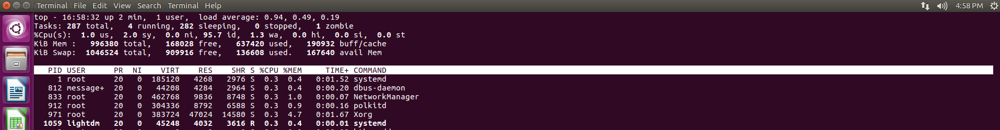 Terminal File Edit View Search Terminal Help 4:58 PM
top - 16:58:32 up 2 min,  1 user,  load average: 0.94, 0.49, 0.19
Tasks: 287 total,   4 running, 282 sleeping,   0 stopped,   1 zombie
%Cpu(s):  1.0 us,  2.0 sy,  0.0 ni, 95.7 id,  1.3 wa,  0.0 hi,  0.0 si,  0.0 st
KiB Mem :   996380 total,   168028 free,   637420 used,   190932 buff/cache
KiB Swap:  1046524 total,   909916 free,   136608 used.   167640 avail Mem
PID USER      PR  NI    VIRT    RES    SHR S %CPU %MEM     TIME+ COMMAND
1 root      20   0  185120   4268   2976 S  0.3  0.4   0:01.52 systemd
812 message+  20   0   44208   4284   2964 S  0.3  0.4   0:00.20 dbus-daemon
833 root      20   0  462768   9836   8748 S  0.3  1.0   0:00.07 NetworkManager
912 root      20   0  304336   8792   6588 S  0.3  0.9   0:00.16 polkitd
971 root      20   0  383724  47024  14580 S  0.3  4.7   0:01.67 Xorg
1059 lightdm   20   0   45248   4032   3616 R  0.3  0.4   0:00.01 systemd